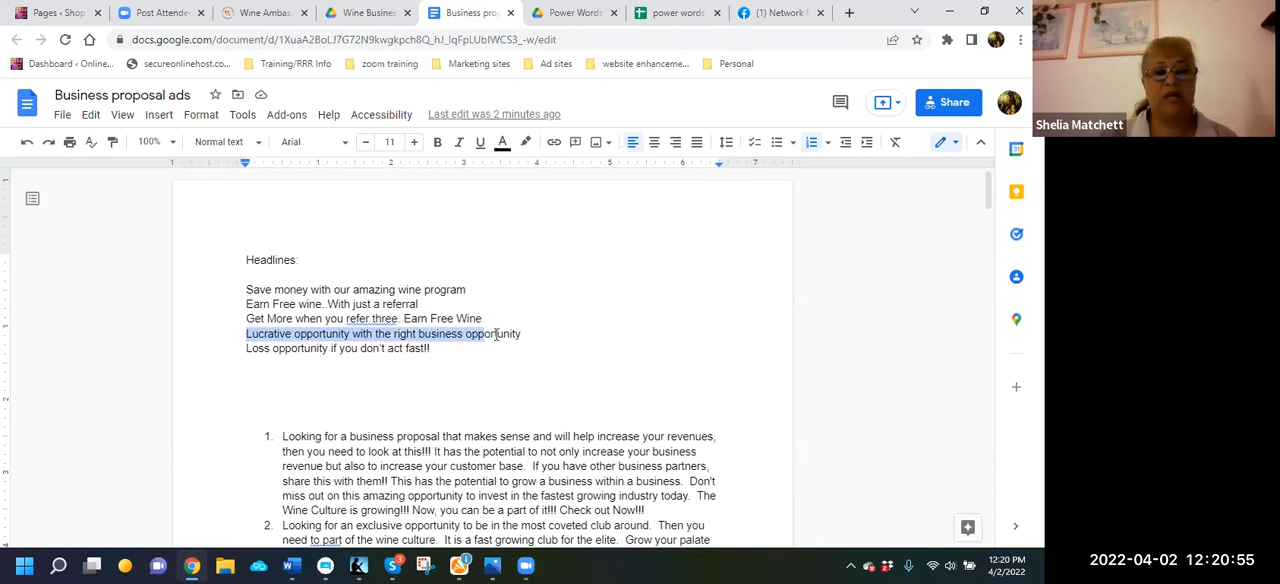 Pages ‹ Shop
Post Attende
Wine Ambas
Wine Busines
Business pro
Power Words
power words
(1) Network M
docs.google.com/document/d/1XuaA2BoLJ7G72N9kwgkpch8Q_hJ_IqFpLUbIWCS3_-w/edit
Dashboard ‹ Online...
secureonlinehost.co...
Training/RRR Info
zoom training
Marketing sites
Ad sites
website enhanceme...
Personal
Business proposal ads
File Edit View Insert Format Tools Add-ons Help Accessibility
Last edit was 2 minutes ago
Share
100% Normal text Arial 11
Shelia Matchett
Headlines:
Save money with our amazing wine program
Earn Free wine..With just a referral
Get More when you refer three. Earn Free Wine
Lucrative opportunity with the right business opportunity
Loss opportunity if you don't act fast!!
1. Looking for a business proposal that makes sense and will help increase your revenues,
then you need to look at this!!! It has the potential to not only increase your business
revenue but also to increase your customer base. If you have other business partners,
share this with them!! This has the potential to grow a business within a business. Don't
miss out on this amazing opportunity to invest in the fastest growing industry today. The
Wine Culture is growing!!! Now, you can be a part of it!!! Check out Now!!!
2. Looking for an exclusive opportunity to be in the most coveted club around. Then you
need to part of the wine culture. It is a fast growing club for the elite. Grow your palate
12:20 PM
4/2/2022
2022-04-02 12:20:55